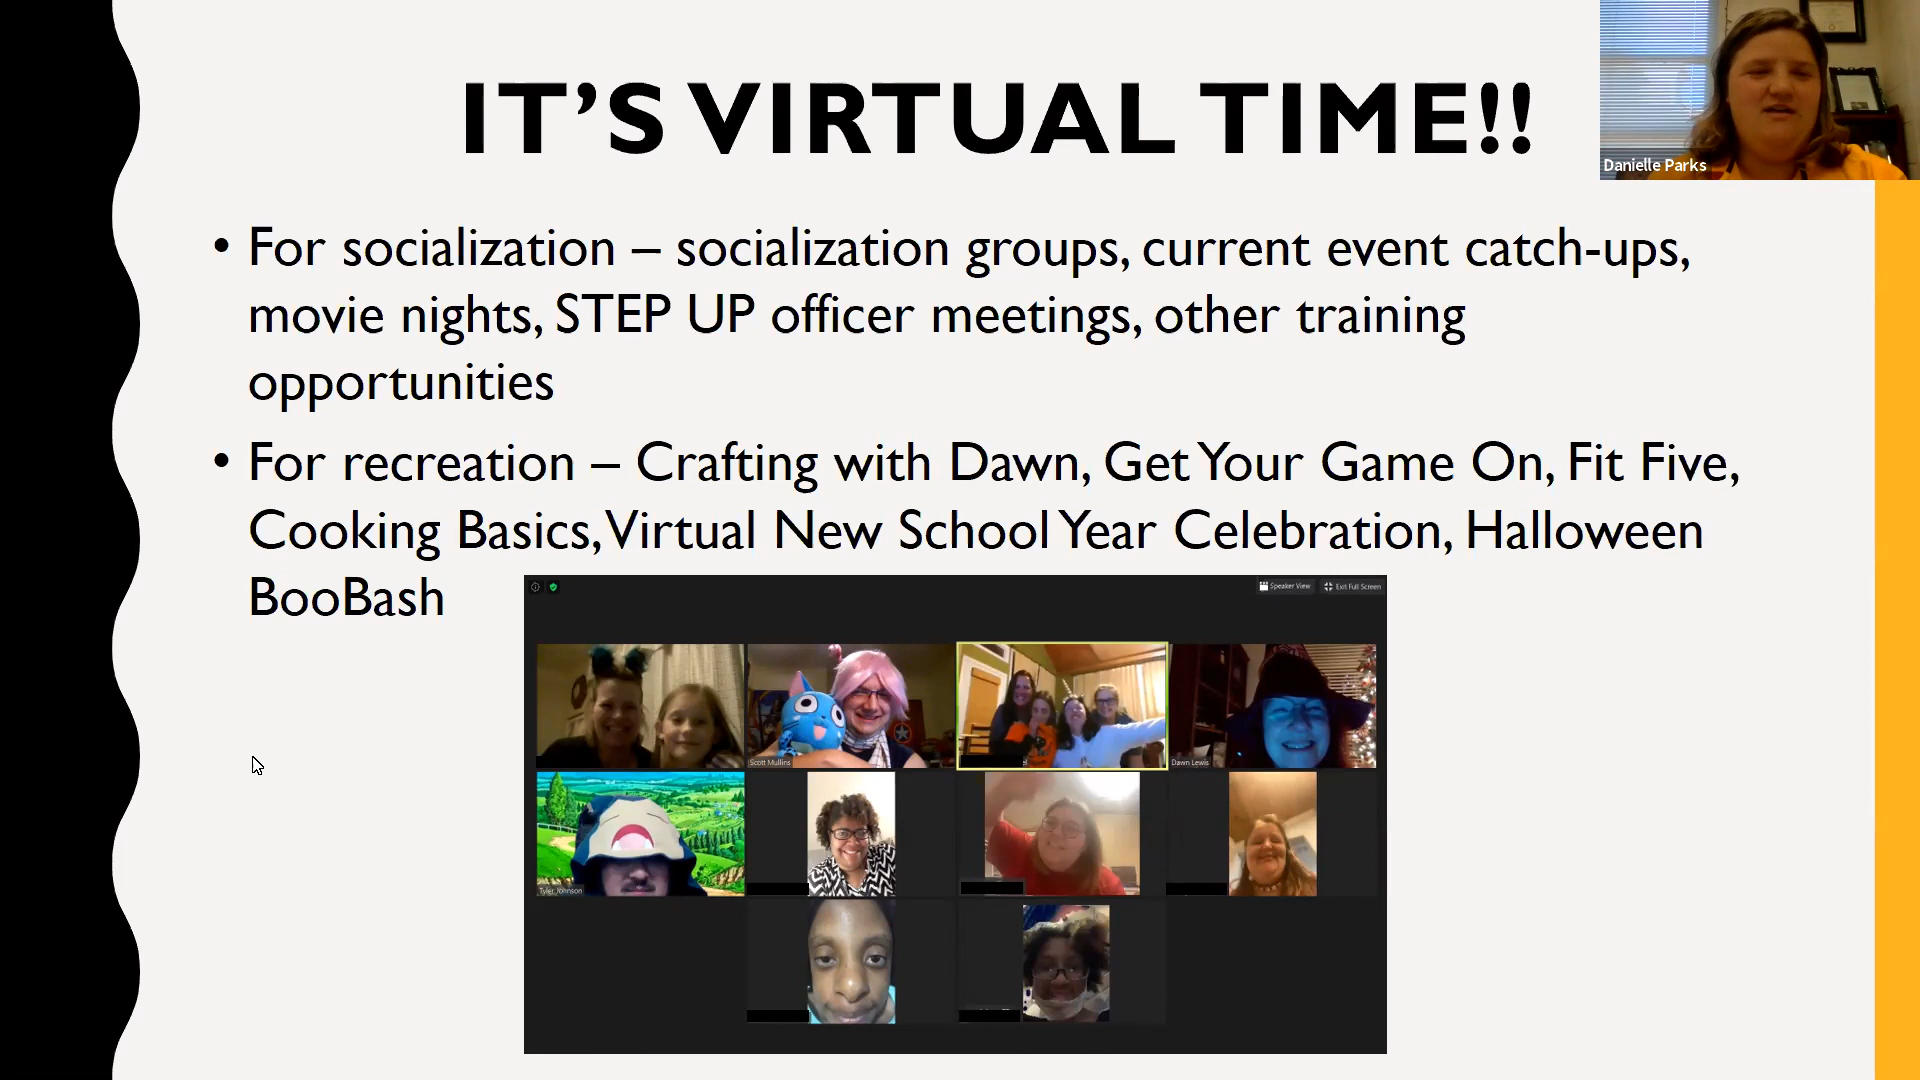 IT’S VIRTUAL TIME!!
Danielle Parks
• For socialization – socialization groups, current event catch-ups,
movie nights, STEP UP officer meetings, other training
opportunities
• For recreation – Crafting with Dawn, Get Your Game On, Fit Five,
Cooking Basics, Virtual New School Year Celebration, Halloween
BooBash
Speaker View
Exit Full Screen
Scott Mullins
Dawn Lewis
Tyler Johnson